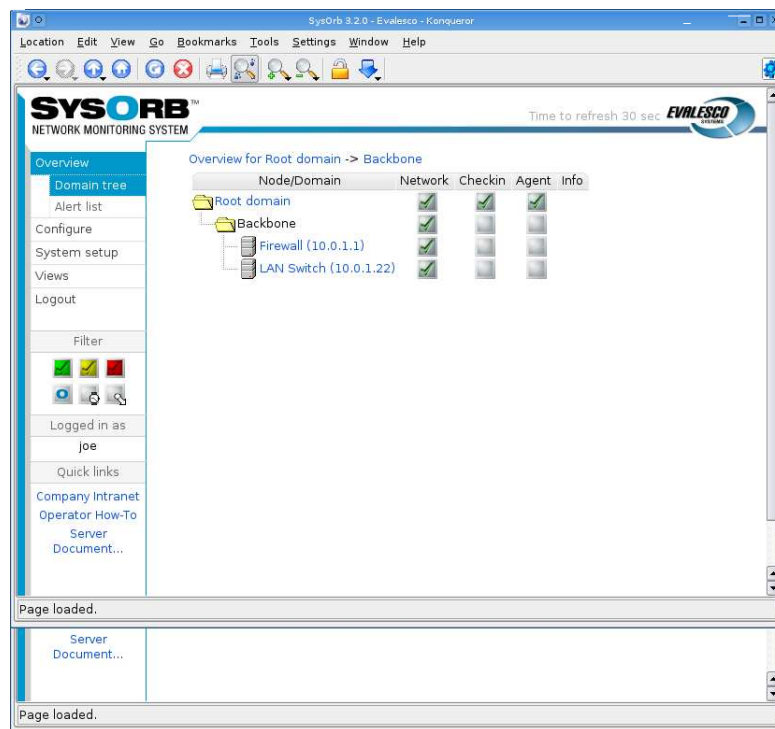 SysOrb 3.2.0 - Evalesco - Konqueror
Location Edit View Go Bookmarks Tools Settings Window Help
SYSORB™
NETWORK MONITORING SYSTEM
Time to refresh 30 sec
EVALESCO
SYSTEMS
Overview
Domain tree
Alert list
Configure
System setup
Views
Logout
Filter
Logged in as
joe
Quick links
Company Intranet
Operator How-To
Server
Document...
Overview for Root domain -> Backbone
Node/Domain Network Checkin Agent Info
Root domain
Backbone
Firewall (10.0.1.1)
LAN Switch (10.0.1.22)
Page loaded.
Server
Document...
Page loaded.